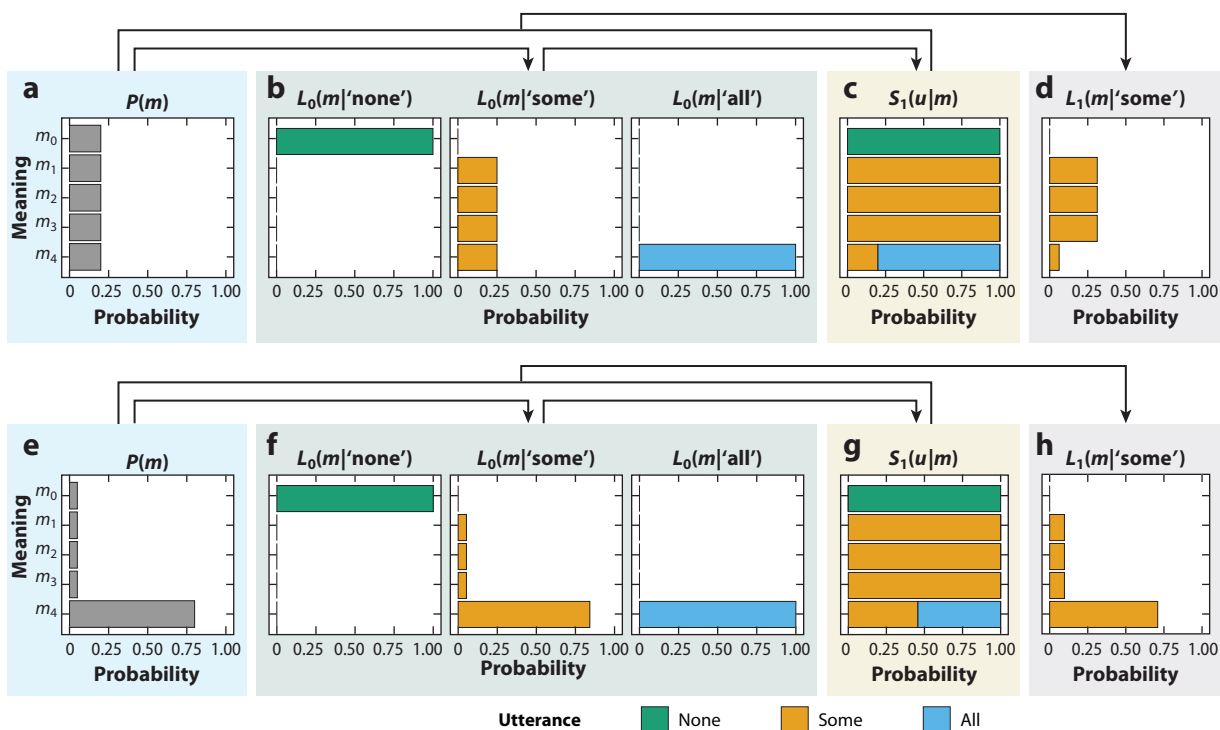 a
P(m)
b
L0(m|'none')
L0(m|'some')
L0(m|'all')
c
S1(u|m)
d
L1(m|'some')
Meaning
m0
m1
m2
m3
m4
0 0.25 0.50 0.75 1.00
0 0.25 0.50 0.75 1.00
0 0.25 0.50 0.75 1.00
0 0.25 0.50 0.75 1.00
0 0.25 0.50 0.75 1.00
0 0.25 0.50 0.75 1.00
Probability
Probability
Probability
Probability
e
P(m)
f
L0(m|'none')
L0(m|'some')
L0(m|'all')
g
S1(u|m)
h
L1(m|'some')
Meaning
m0
m1
m2
m3
m4
0 0.25 0.50 0.75 1.00
0 0.25 0.50 0.75 1.00
0 0.25 0.50 0.75 1.00
0 0.25 0.50 0.75 1.00
0 0.25 0.50 0.75 1.00
0 0.25 0.50 0.75 1.00
Probability
Probability
Probability
Probability
Utterance
None
Some
All